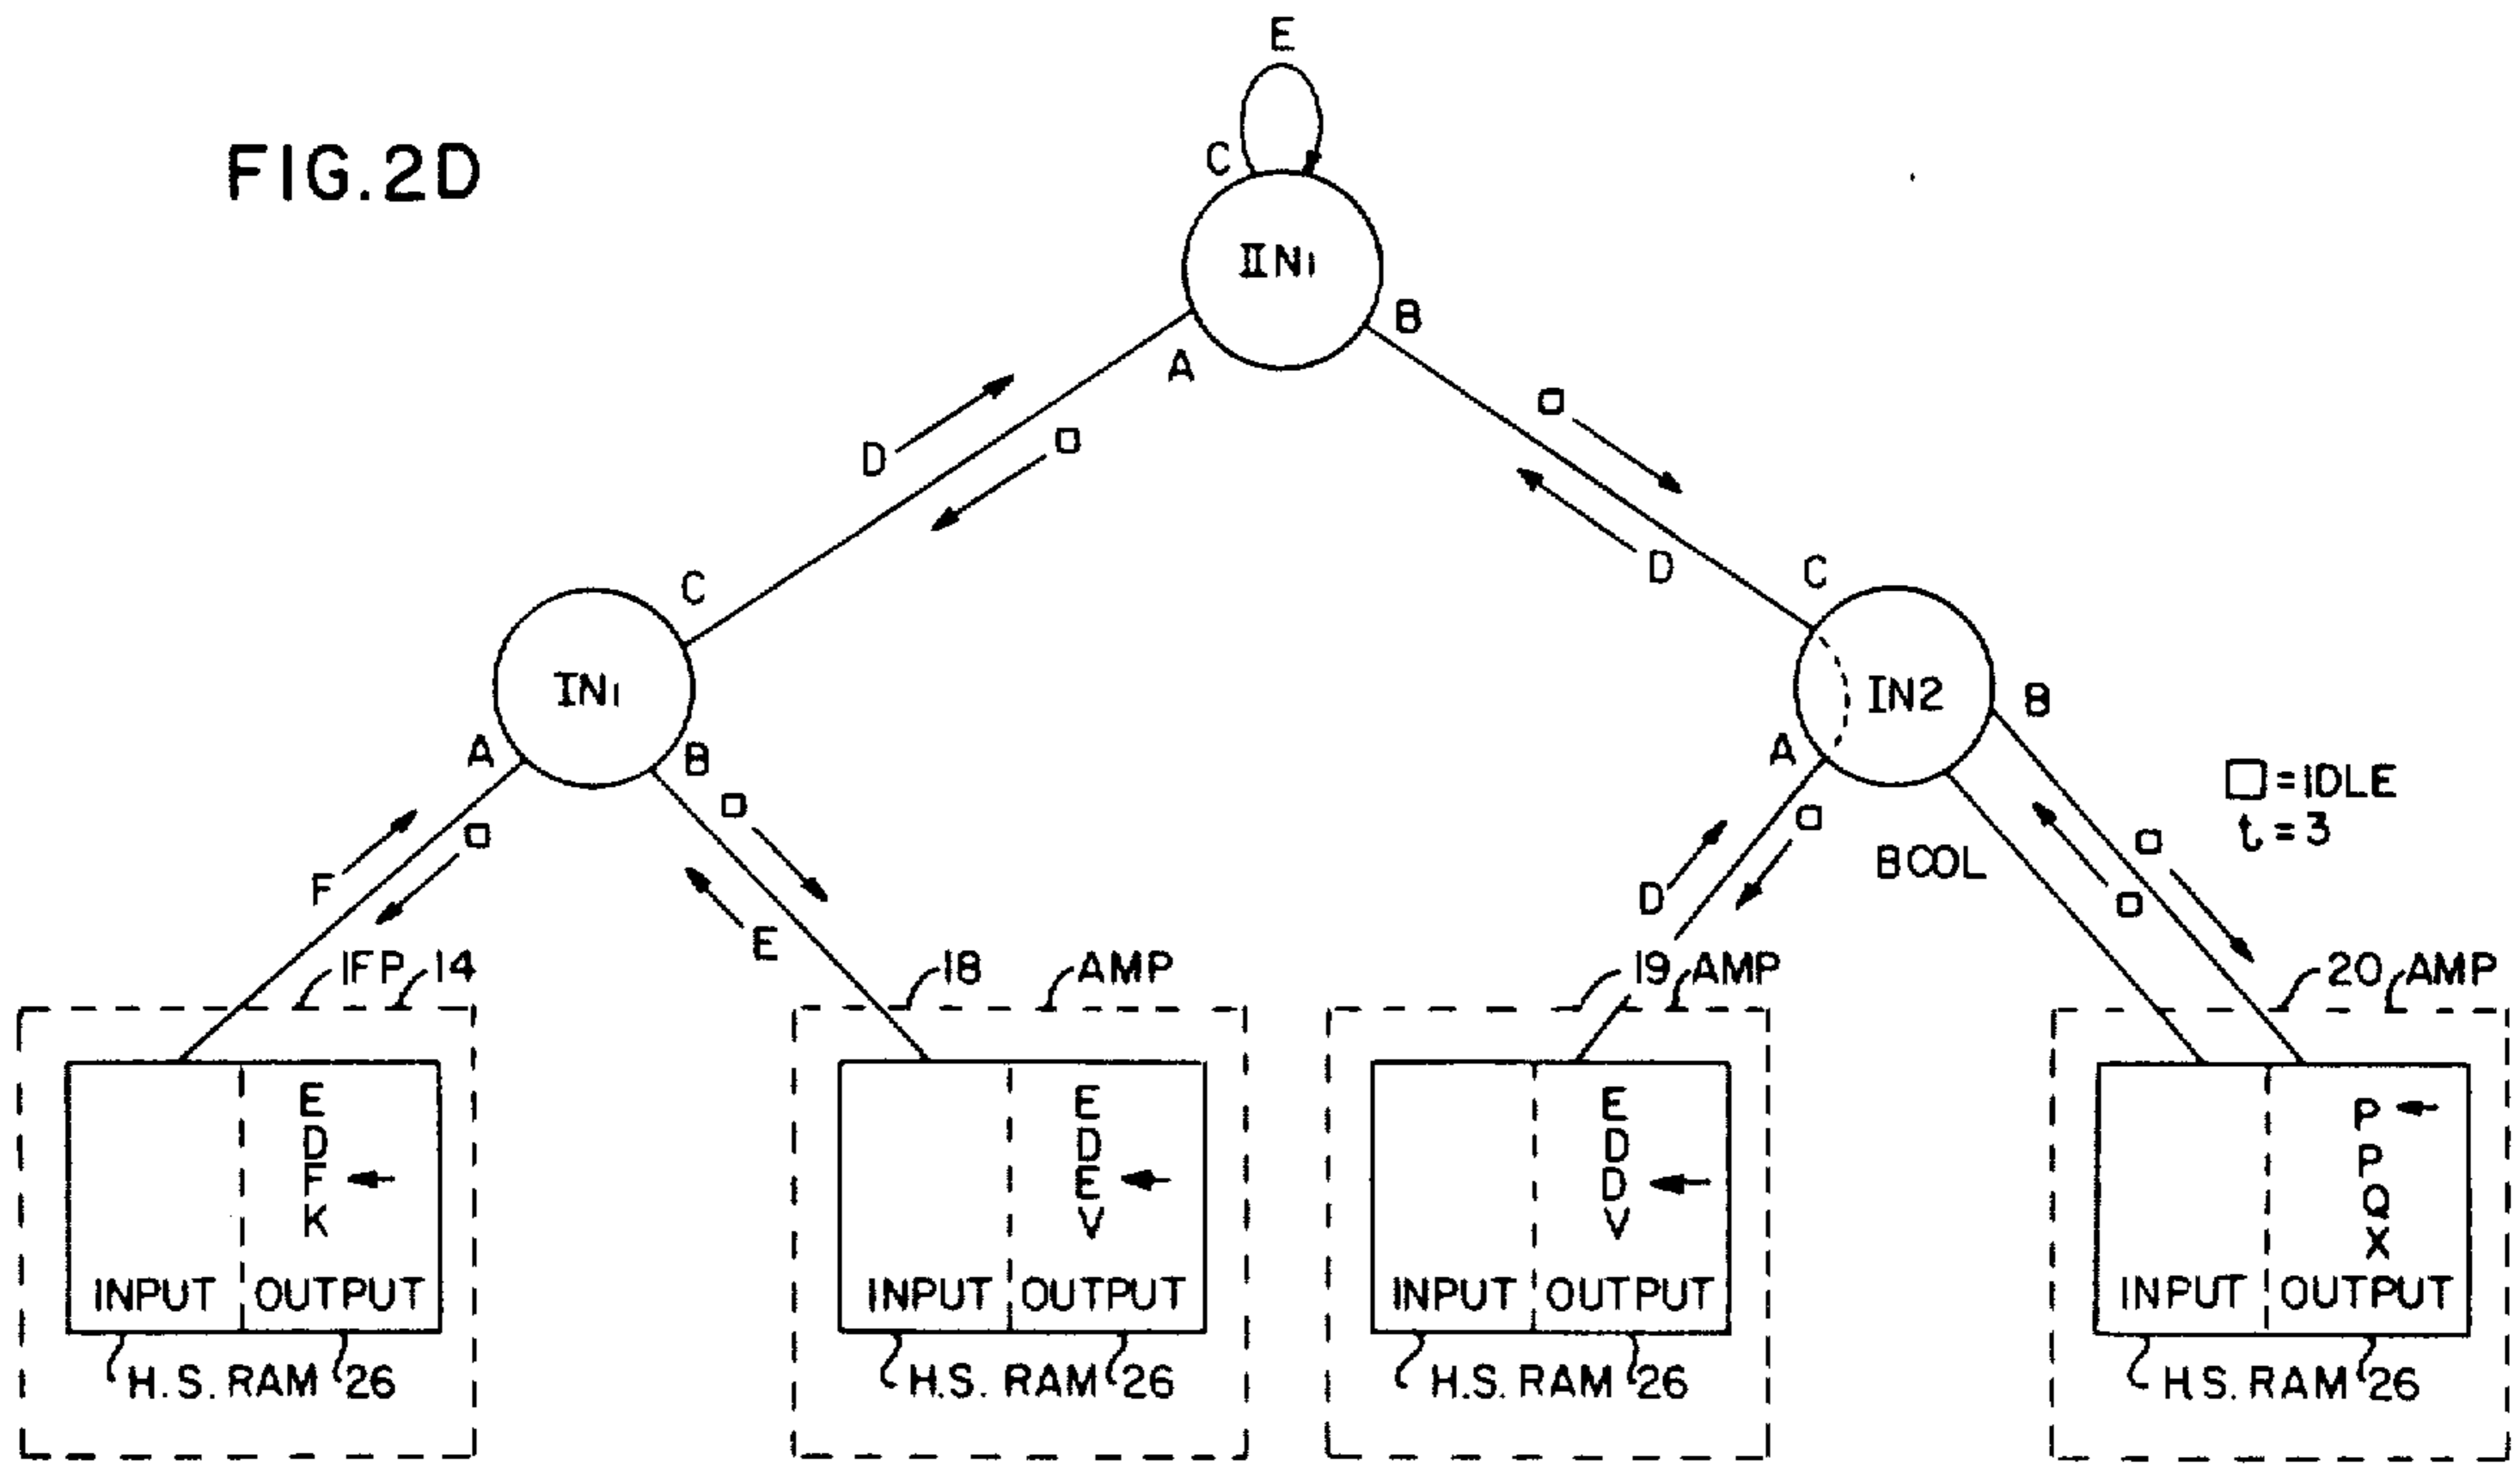 E
FIG.2D
C
IIN1
B
A
D
C
D
C
IN1
IN2
A
B
A
B
□=IDLE
t=3
BOOL
F
E
D
IFP 14
18 AMP
19 AMP
20 AMP
E
D
F
K
INPUT OUTPUT
E
D
E
V
INPUT OUTPUT
E
D
D
V
INPUT OUTPUT
P
P
Q
X
INPUT OUTPUT
H.S. RAM 26
H.S. RAM 26
H.S. RAM 26
H.S. RAM 26